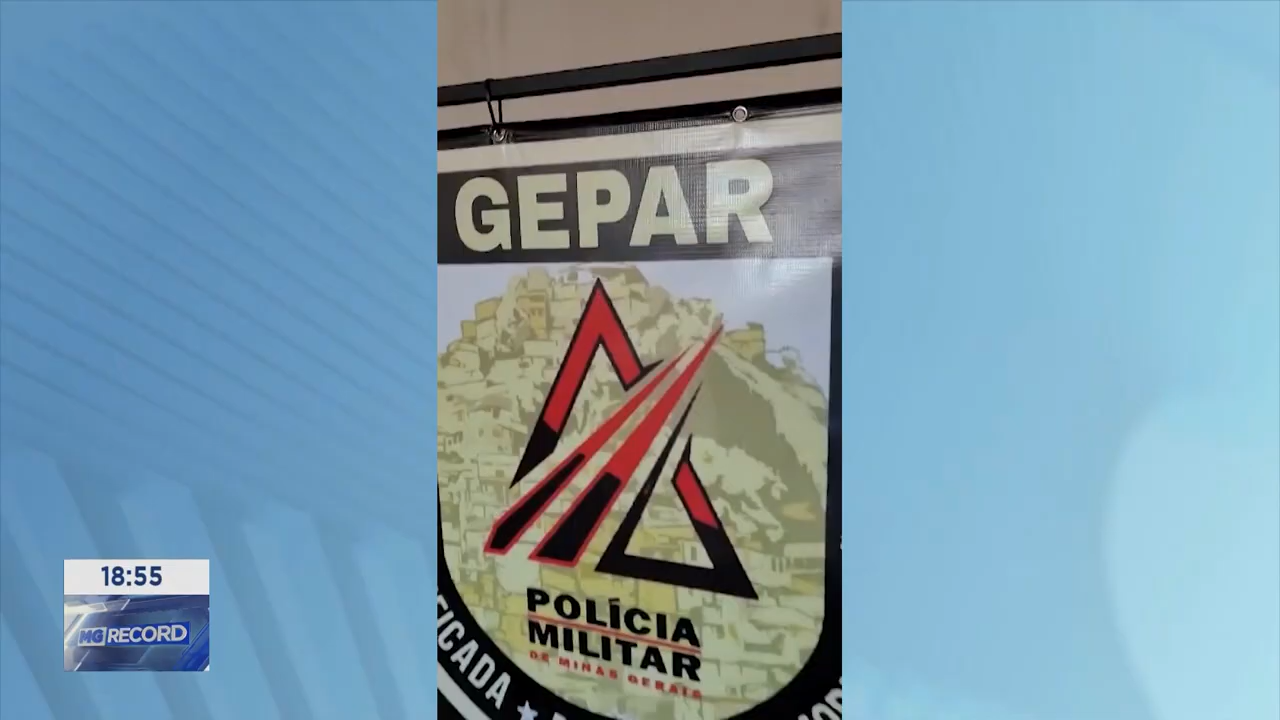 GEPAR
POLÍCIA
MILITAR
DE MINAS GERAIS
18:55
MG RECORD